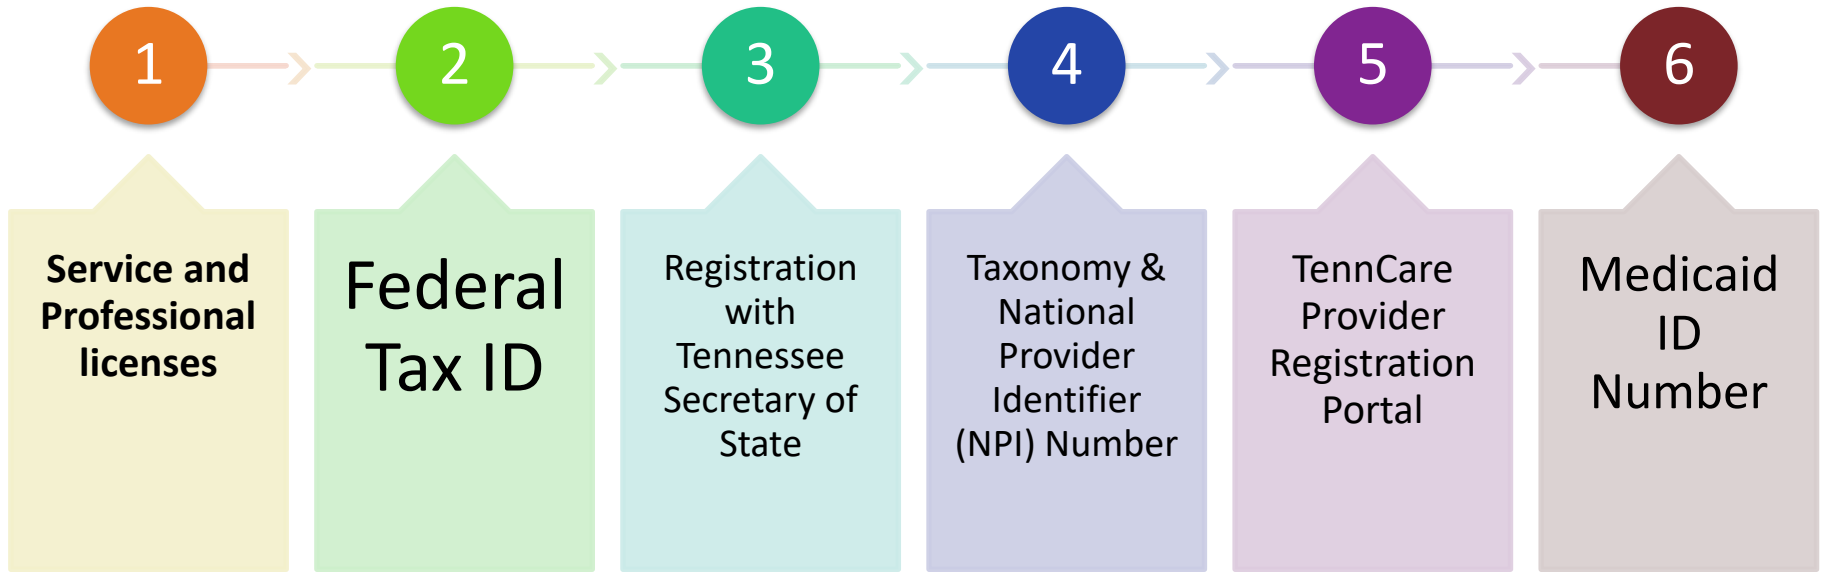 1
2
3
4
5
6
Service and
Professional
licenses
Federal
Tax ID
Registration
with
Tennessee
Secretary of
State
Taxonomy &
National
Provider
Identifier
(NPI) Number
TennCare
Provider
Registration
Portal
Medicaid
ID
Number